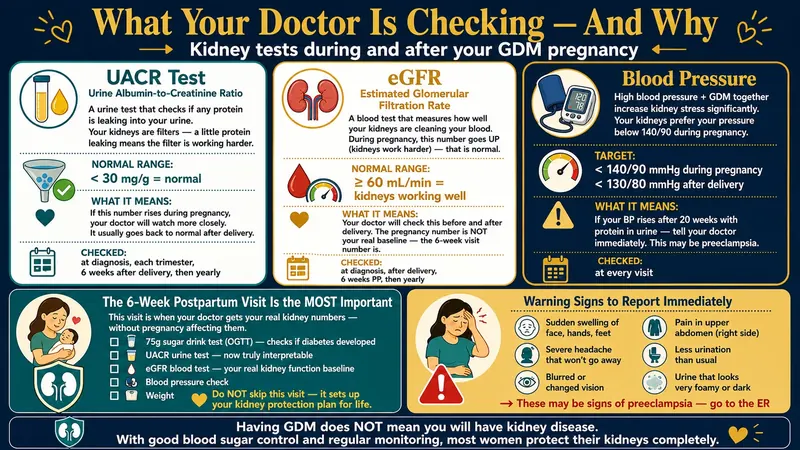 What Your Doctor Is Checking — And Why
Kidney tests during and after your GDM pregnancy
UACR Test
Urine Albumin-to-Creatinine Ratio
A urine test that checks if any protein
is leaking into your urine.
Your kidneys are filters — a little protein
leaking means the filter is working harder.
NORMAL RANGE:
< 30 mg/g = normal
WHAT IT MEANS:
If this number rises during pregnancy,
your doctor will watch more closely.
It usually goes back to normal after delivery.
CHECKED:
at diagnosis, each trimester,
6 weeks after delivery, then yearly
eGFR
Estimated Glomerular
Filtration Rate
A blood test that measures how well
your kidneys are cleaning your blood.
During pregnancy, this number goes UP
(kidneys work harder) — that is normal.
NORMAL RANGE:
≥ 60 mL/min =
kidneys working well
WHAT IT MEANS:
Your doctor will check this before and after
delivery. The pregnancy number is NOT
your real baseline — the 6-week visit
number is.
CHECKED:
at diagnosis, after delivery,
6 weeks PP, then yearly
Blood Pressure
High blood pressure + GDM together
increase kidney stress significantly.
Your kidneys prefer your pressure
below 140/90 during pregnancy.
120
78
TARGET:
< 140/90 mmHg during pregnancy
< 130/80 mmHg after delivery
WHAT IT MEANS:
If your BP rises after 20 weeks with
protein in urine — tell your doctor
immediately. This may be preeclampsia.
CHECKED:
at every visit
The 6-Week Postpartum Visit Is the MOST Important
This visit is when your doctor gets your real kidney numbers —
without pregnancy affecting them.
75g sugar drink test (OGTT) — checks if diabetes developed
UACR urine test — now truly interpretable
eGFR blood test — your real kidney function baseline
Blood pressure check
Weight
Do NOT skip this visit — it sets up
your kidney protection plan for life.
Warning Signs to Report Immediately
Sudden swelling of
face, hands, feet
Severe headache
that won't go away
Blurred or
changed vision
Pain in upper
abdomen (right side)
Less urination
than usual
Urine that looks
very foamy or dark
→ These may be signs of preeclampsia — go to the ER
Having GDM does NOT mean you will have kidney disease.
With good blood sugar control and regular monitoring, most women protect their kidneys completely.